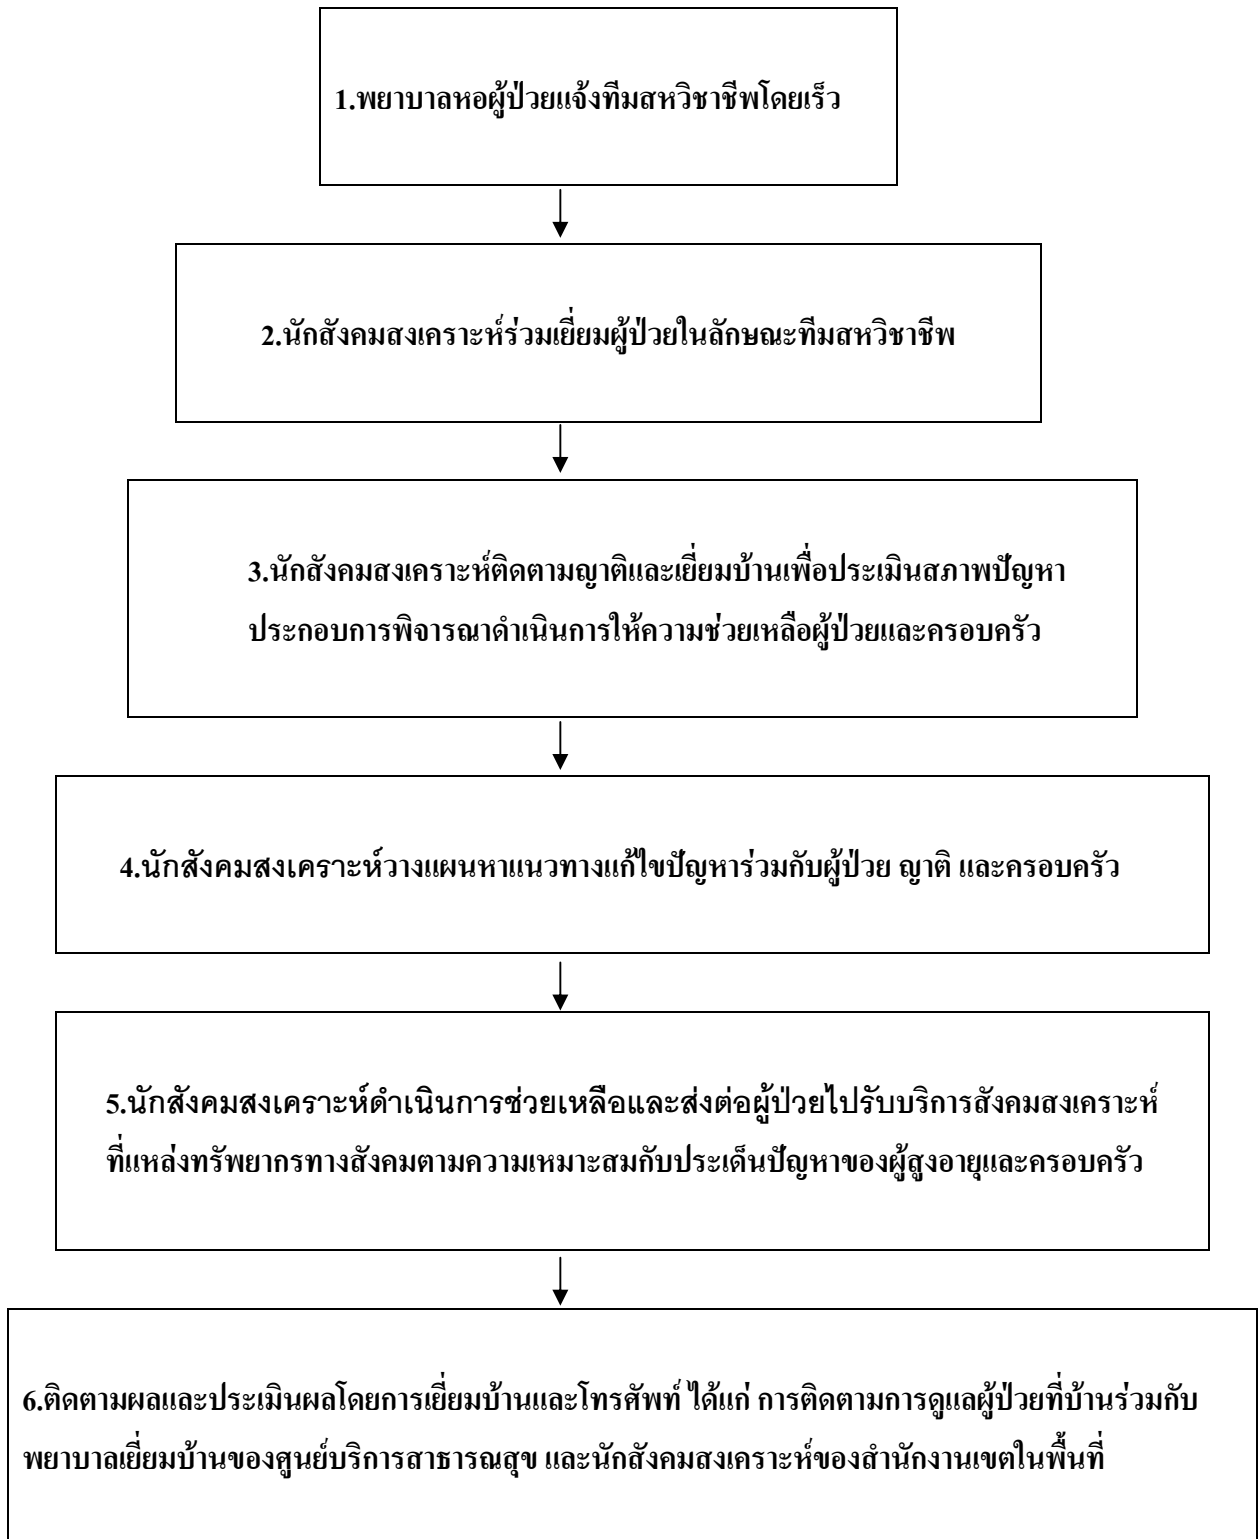 1.พยาบาลหอผู้ป่วยแจ้งทีมสหวิชาชีพโดยเร็ว
2.นักสังคมสงเคราะห์ร่วมเยี่ยมผู้ป่วยในลักษณะทีมสหวิชาชีพ
3.นักสังคมสงเคราะห์ติดตามญาติและเยี่ยมบ้านเพื่อประเมินสภาพปัญหา
ประกอบการพิจารณาดำเนินการให้ความช่วยเหลือผู้ป่วยและครอบครัว
4.นักสังคมสงเคราะห์วางแผนหาแนวทางแก้ไขปัญหาร่วมกับผู้ป่วย ญาติ และครอบครัว
5.นักสังคมสงเคราะห์ดำเนินการช่วยเหลือและส่งต่อผู้ป่วยไปรับบริการสังคมสงเคราะห์
ที่แหล่งทรัพยากรทางสังคมตามความเหมาะสมกับประเด็นปัญหาของผู้สูงอายุและครอบครัว
6.ติดตามผลและประเมินผลโดยการเยี่ยมบ้านและโทรศัพท์ ได้แก่ การติดตามการดูแลผู้ป่วยที่บ้านร่วมกับ
พยาบาลเยี่ยมบ้านของศูนย์บริการสาธารณสุข และนักสังคมสงเคราะห์ของสำนักงานเขตในพื้นที่